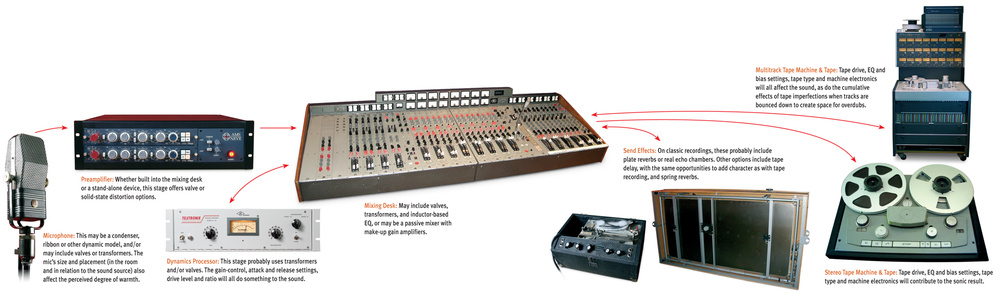 Microphone: This may be a condenser,
ribbon or other dynamic model, and/or
may include valves or transformers. The
mic's size and placement (in the room
and in relation to the sound source) also
affect the perceived degree of warmth.
Preamplifier: Whether built into the mixing desk
or a stand-alone device, this stage offers valve or
solid-state distortion options.
AMS
NEVE
TELETRONIX
Dynamics Processor: This stage probably uses transformers
and/or valves. The gain-control, attack and release settings,
drive level and ratio will all do something to the sound.
Mixing Desk: May include valves,
transformers, and inductor-based
EQ, or may be a passive mixer with
make-up gain amplifiers.
Send Effects: On classic recordings, these probably include
plate reverbs or real echo chambers. Other options include tape
delay, with the same opportunities to add character as with tape
recording, and spring reverbs.
Multitrack Tape Machine & Tape: Tape drive, EQ and
bias settings, tape type and machine electronics
will all affect the sound, as do the cumulative
effects of tape imperfections when tracks are
bounced down to create space for overdubs.
Stereo Tape Machine & Tape: Tape drive, EQ and bias settings, tape
type and machine electronics will contribute to the sonic result.